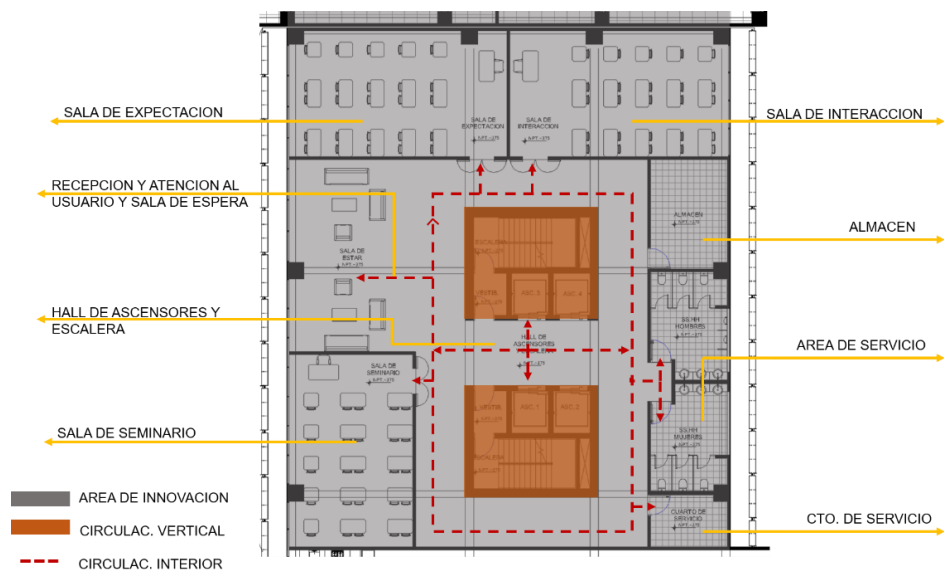 SALA DE EXPECTACION
SALA DE INTERACCION
RECEPCION Y ATENCION AL
USUARIO Y SALA DE ESPERA
ALMACEN
HALL DE ASCENSORES Y
ESCALERA
AREA DE SERVICIO
SALA DE SEMINARIO
CTO. DE SERVICIO
AREA DE INNOVACION
CIRCULAC. VERTICAL
CIRCULAC. INTERIOR
SALA DE
EXPECTACION
SALA DE
INTERACCION
ALMACEN
SALA DE
ESTAR
ESCALERA
ASC. 3
ASC. 4
HALL DE
ASCENSORES
SS.HH
HOMBRES
SALA DE
SEMINARIO
ASC. 1
ASC. 2
SS.HH
MUJERES
CUARTO DE
SERVICIO